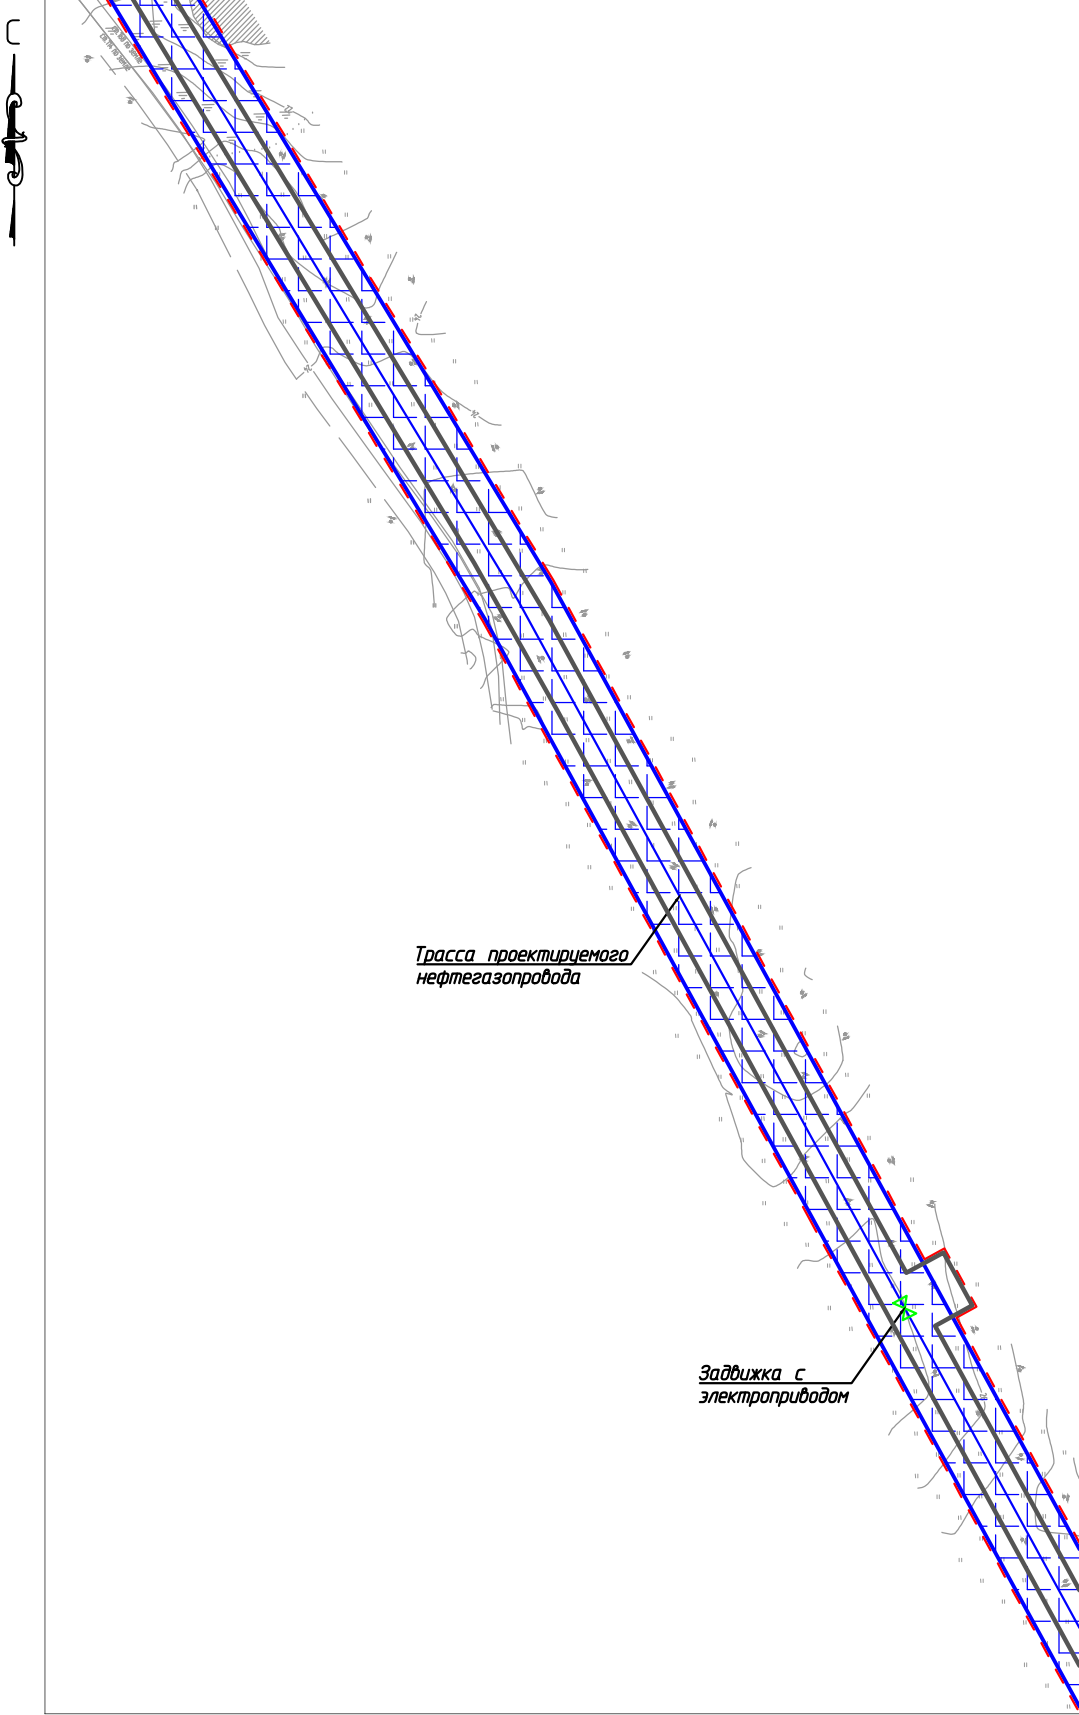 С
Трасса проектируемого
нефтегазопровода
Задвижка с
электроприводом